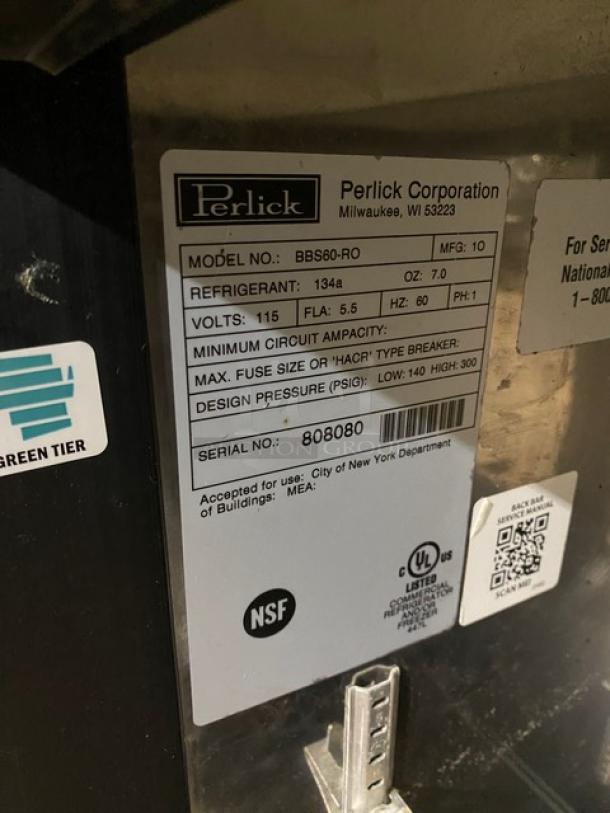 Perlick
Perlick Corporation
Milwaukee, WI 53223
MODEL NO.: BBS60-RO MFG: 10
REFRIGERANT: 134a OZ: 7.0
VOLTS: 115 FLA: 5.5 HZ: 60 PH: 1
MINIMUM CIRCUIT AMPACITY:
MAX. FUSE SIZE OR 'HACR' TYPE BREAKER:
DESIGN PRESSURE (PSIG): LOW: 140 HIGH: 300
SERIAL NO.: 808080
Accepted for use: City of New York Department
of Buildings: MEA:
NSF
C UL US
LISTED
COMMERCIAL
REFRIGERATOR
AND/OR
FREEZER
447L
GREEN TIER
For Ser
National
1-800
BACK BAR
SERVICE MANUAL
SCAN ME!